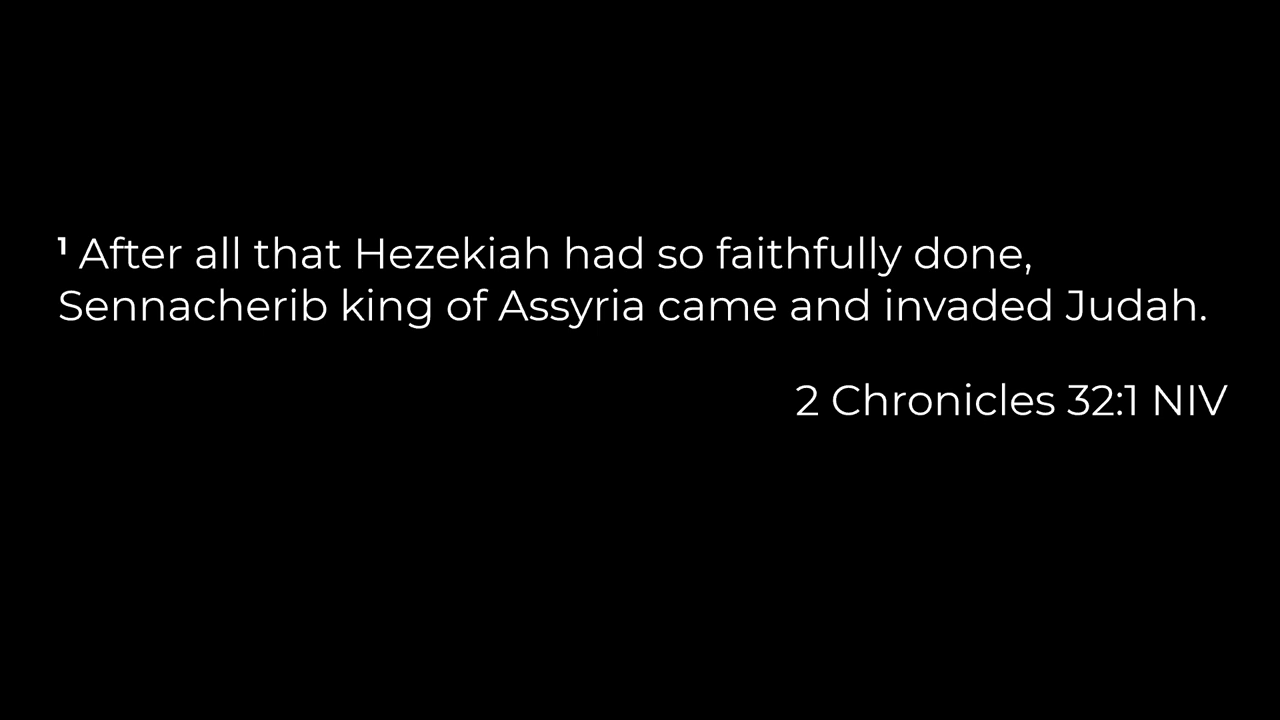 ¹ After all that Hezekiah had so faithfully done,
Sennacherib king of Assyria came and invaded Judah.
2 Chronicles 32:1 NIV